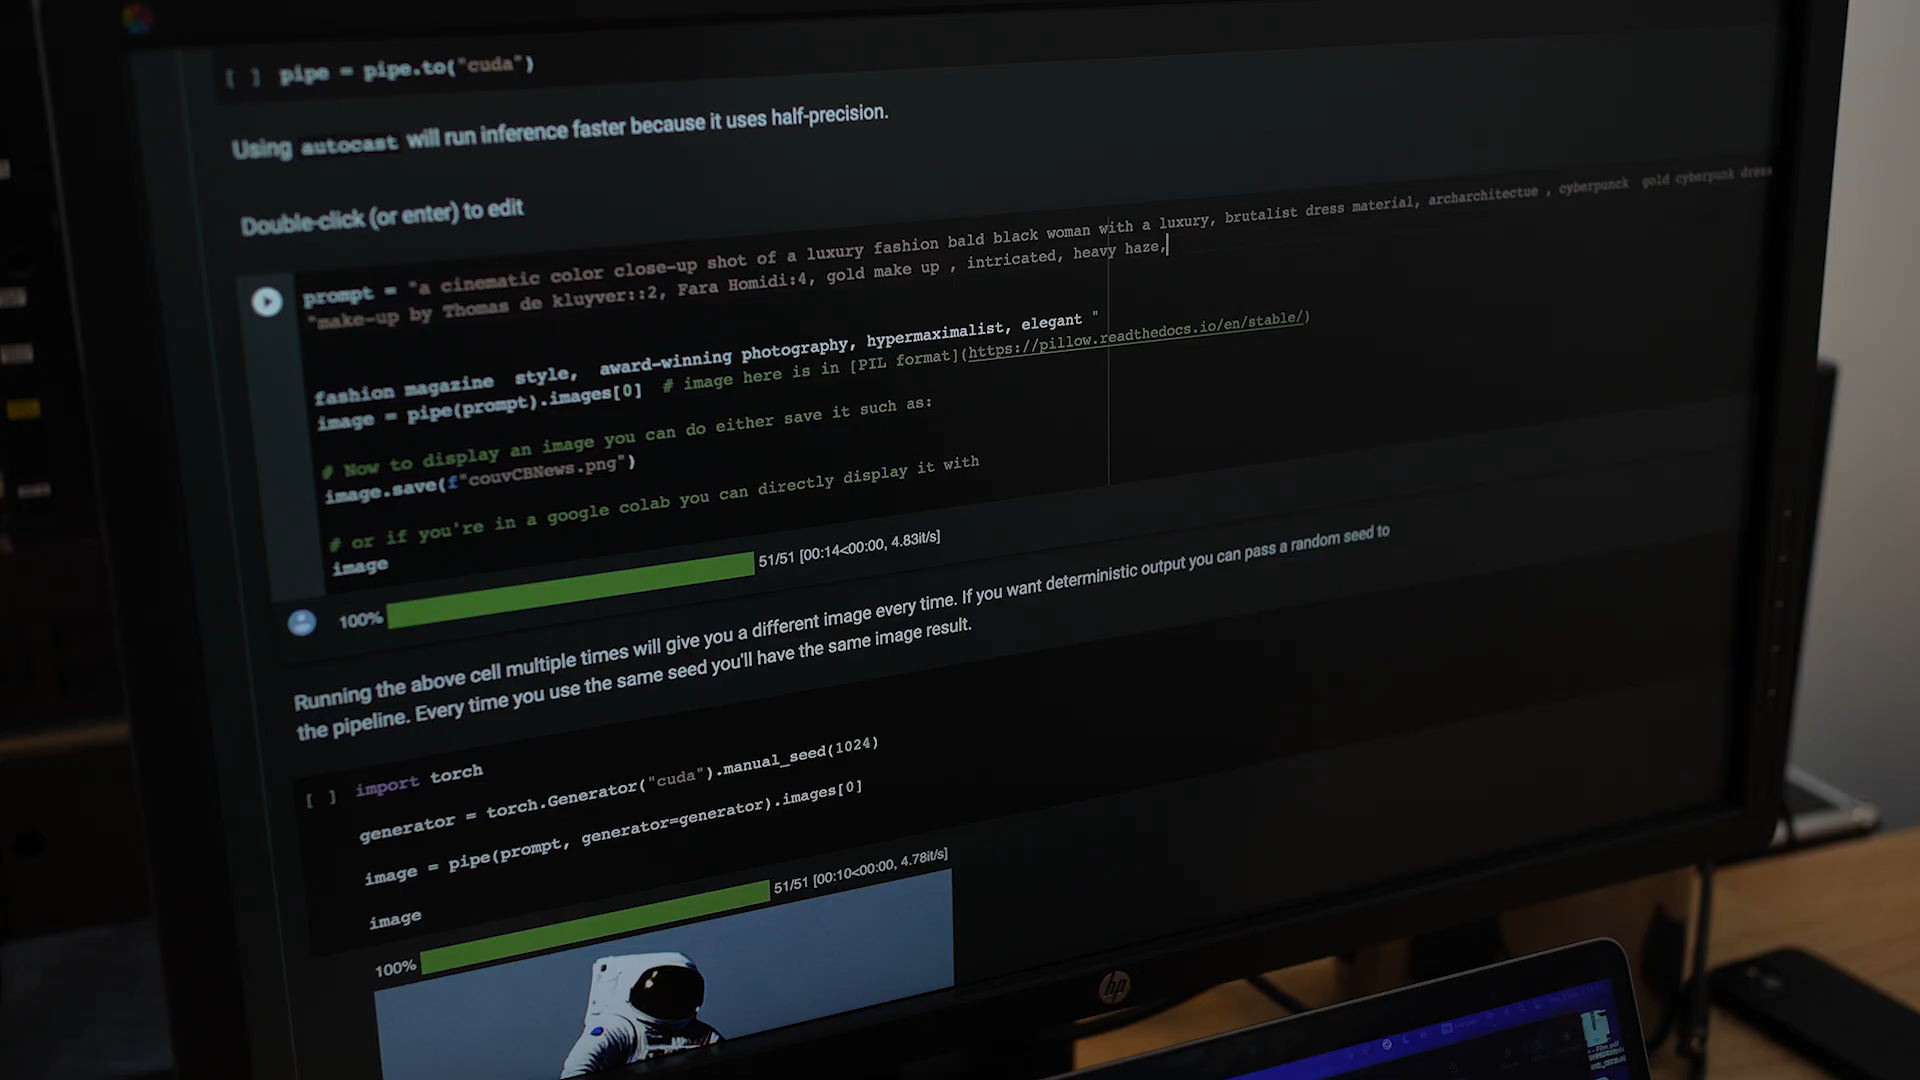 [ ] pipe = pipe.to("cuda")
Using autocast will run inference faster because it uses half-precision.
Double-click (or enter) to edit
prompt = "a cinematic color close-up shot of a luxury fashion bald black woman with a luxury, brutalist dress material, archarchitectue , cyberpunck gold cyberpunk dress
"make-up by Thomas de kluyver::2, Fara Homidi:4, gold make up , intricated, heavy haze,
fashion magazine style, award-winning photography, hypermaximalist, elegant "
image = pipe(prompt).images[0] # image here is in [PIL format](https://pillow.readthedocs.io/en/stable/)
# Now to display an image you can do either save it such as:
image.save(f"couvCBNews.png")
# or if you're in a google colab you can directly display it with
image
100% 51/51 [00:14<00:00, 4.83it/s]
Running the above cell multiple times will give you a different image every time. If you want deterministic output you can pass a random seed to
the pipeline. Every time you use the same seed you'll have the same image result.
[ ] import torch
generator = torch.Generator("cuda").manual_seed(1024)
image = pipe(prompt, generator=generator).images[0]
image
100% 51/51 [00:10<00:00, 4.78it/s]
hp